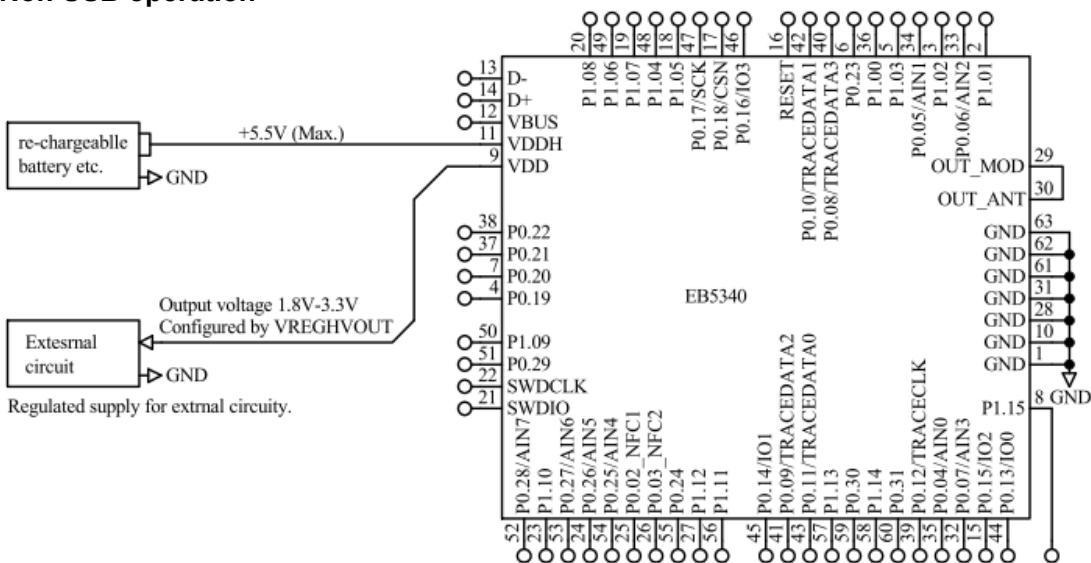 Non USB operation
20 P1.08
49 P1.06
19 P1.07
48 P1.04
18 P1.05
47 P0.17/SCK
17 P0.18/CSN
46 P0.16/IO3
16 RESET
42 P0.10/TRACEDATA1
40 P0.08/TRACEDATA3
6 P0.23
36 P1.00
5 P1.03
34 P0.05/AIN1
3 P1.02
33 P0.06/AIN2
2 P1.01
13 D-
14 D+
12 VBUS
11 VDDH
9 VDD
re-chargeablle
battery etc.
+5.5V (Max.)
GND
38 P0.22
37 P0.21
7 P0.20
4 P0.19
Output voltage 1.8V-3.3V
Configured by VREGHVOUT
Extesrnal
circuit
GND
Regulated supply for extrnal circuity.
50 P1.09
51 P0.29
22 SWDCLK
21 SWDIO
EB5340
OUT_MOD 29
OUT_ANT 30
GND 63
GND 62
GND 61
GND 31
GND 28
GND 10
GND 1
GND
P1.15 8
P0.28/AIN7 52
P1.10 23
P0.27/AIN6 53
P0.26/AIN5 24
P0.25/AIN4 54
P0.02_NFC1 25
P0.03_NFC2 26
P0.24 55
P1.12 27
P1.11 56
P0.14/IO1 45
P0.09/TRACEDATA2 41
P0.11/TRACEDATA0 43
P1.13 57
P0.30 59
P1.14 58
P0.31 60
P0.12/TRACECLK 39
P0.04/AIN0 35
P0.07/AIN3 32
P0.15/IO2 15
P0.13/IO0 44